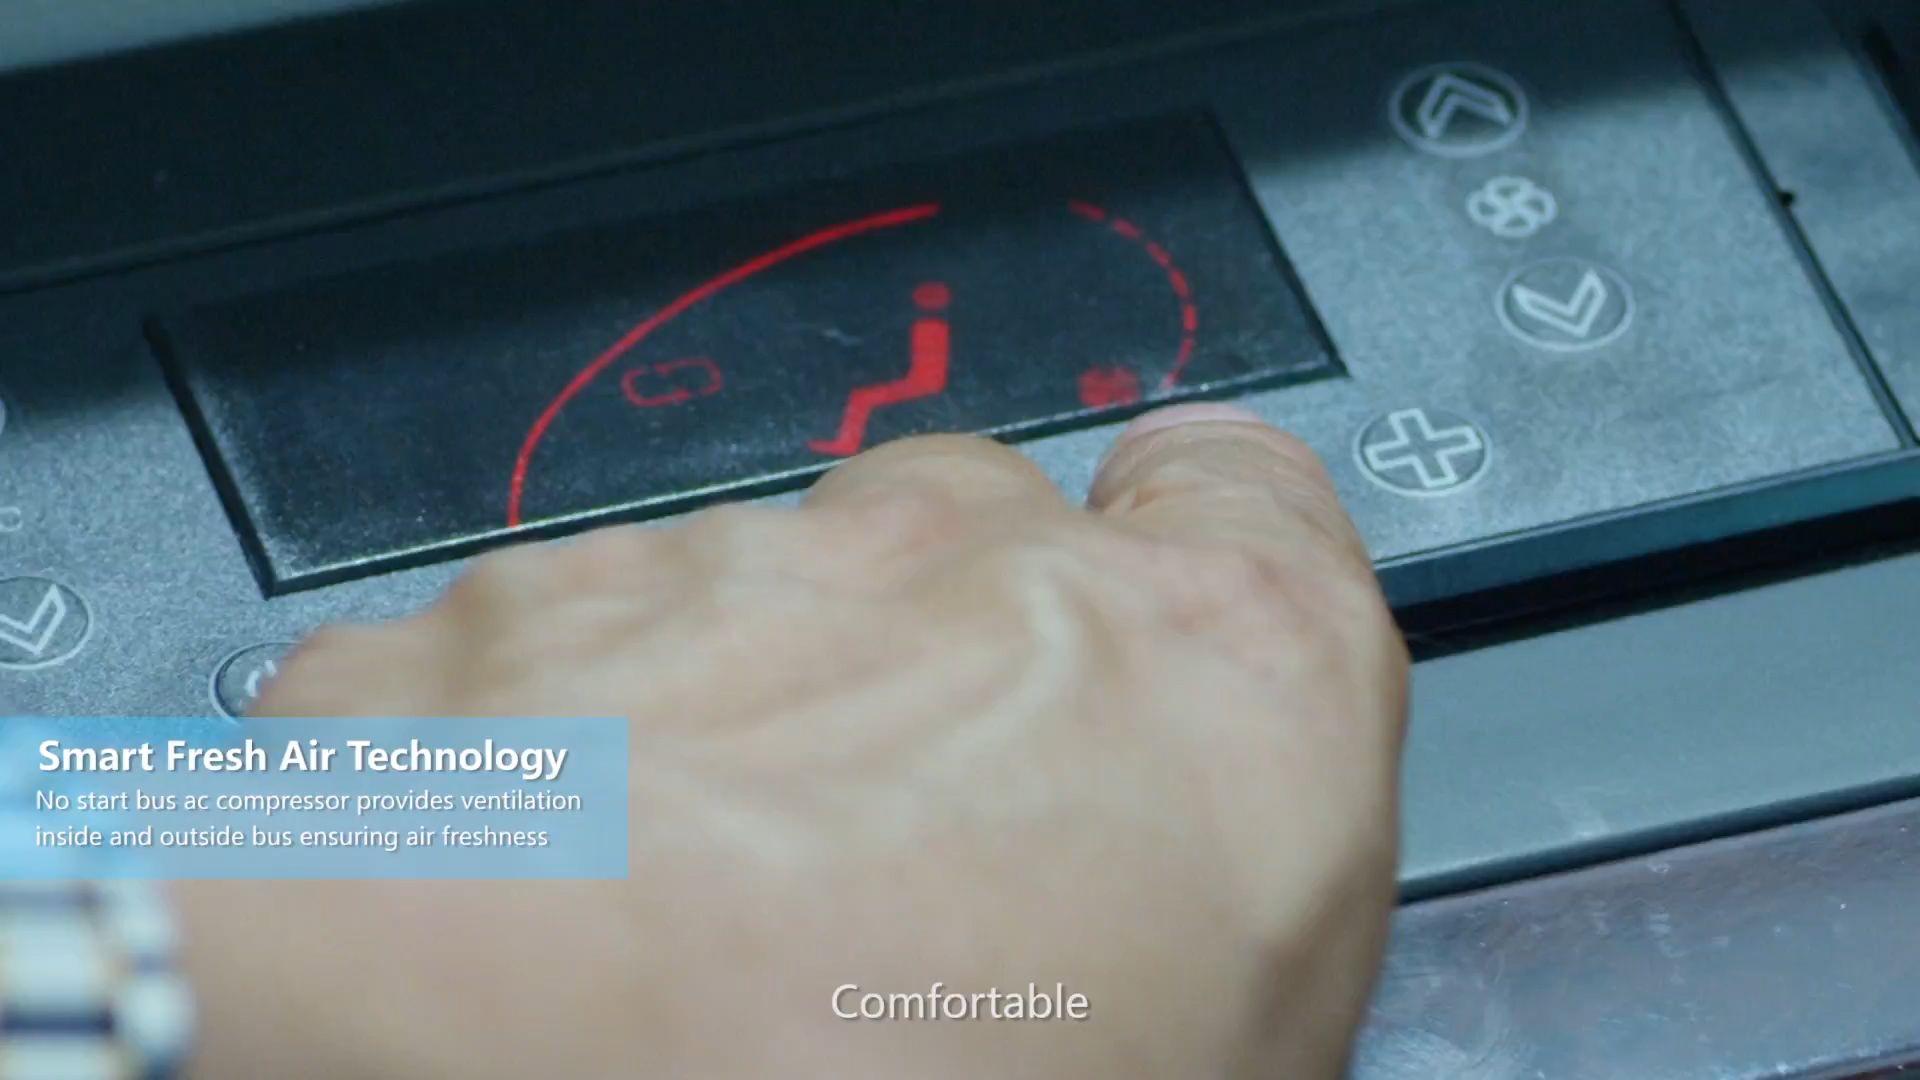 Smart Fresh Air Technology
No start bus ac compressor provides ventilation
inside and outside bus ensuring air freshness
Comfortable